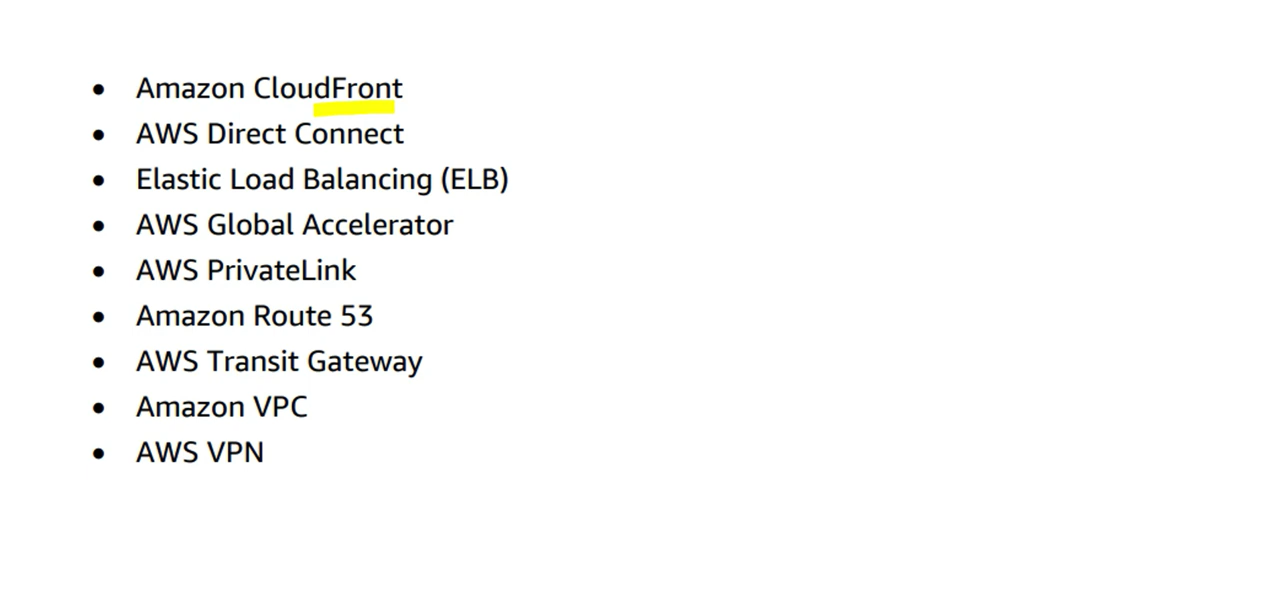 • Amazon CloudFront
• AWS Direct Connect
• Elastic Load Balancing (ELB)
• AWS Global Accelerator
• AWS PrivateLink
• Amazon Route 53
• AWS Transit Gateway
• Amazon VPC
• AWS VPN